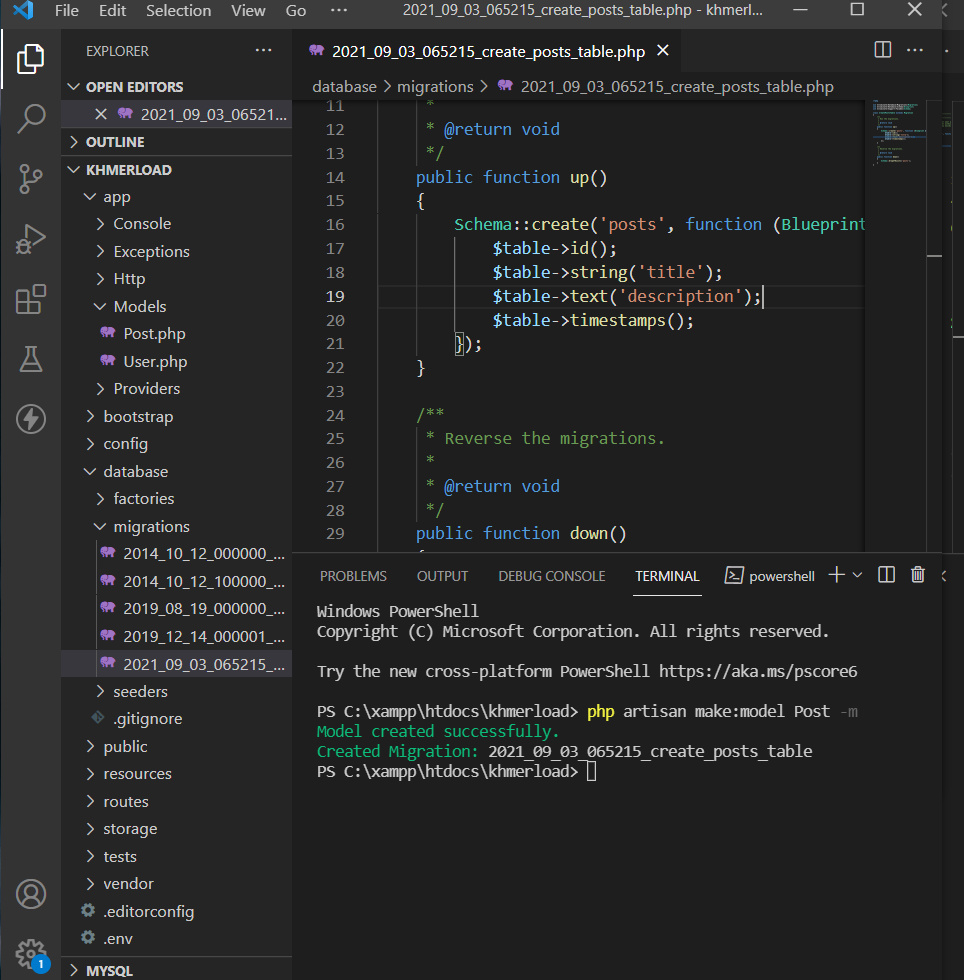 File Edit Selection View Go ··· 2021_09_03_065215_create_posts_table.php - khmerl...
EXPLORER ···
OPEN EDITORS
2021_09_03_06521...
OUTLINE
KHMERLOAD
app
Console
Exceptions
Http
Models
Post.php
User.php
Providers
bootstrap
config
database
factories
migrations
2014_10_12_000000_...
2014_10_12_100000_...
2019_08_19_000000_...
2019_12_14_000001_...
2021_09_03_065215_...
seeders
.gitignore
public
resources
routes
storage
tests
vendor
.editorconfig
.env
MYSQL
1
2021_09_03_065215_create_posts_table.php
database > migrations > 2021_09_03_065215_create_posts_table.php
11 *
12 * @return void
13 */
14 public function up()
15 {
16 Schema::create('posts', function (Blueprint
17 $table->id();
18 $table->string('title');
19 $table->text('description');
20 $table->timestamps();
21 });
22 }
23
24 /**
25 * Reverse the migrations.
26 *
27 * @return void
28 */
29 public function down()
PROBLEMS OUTPUT DEBUG CONSOLE TERMINAL powershell
Windows PowerShell
Copyright (C) Microsoft Corporation. All rights reserved.
Try the new cross-platform PowerShell https://aka.ms/pscore6
PS C:\xampp\htdocs\khmerload> php artisan make:model Post -m
Model created successfully.
Created Migration: 2021_09_03_065215_create_posts_table
PS C:\xampp\htdocs\khmerload>